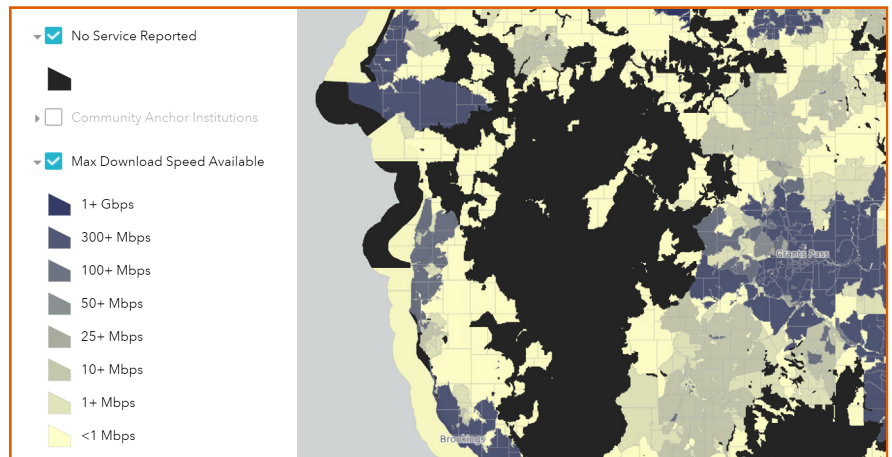 No Service Reported
Community Anchor Institutions
Max Download Speed Available
1+ Gbps
300+ Mbps
100+ Mbps
50+ Mbps
25+ Mbps
10+ Mbps
1+ Mbps
<1 Mbps
Grants Pass
Brookings